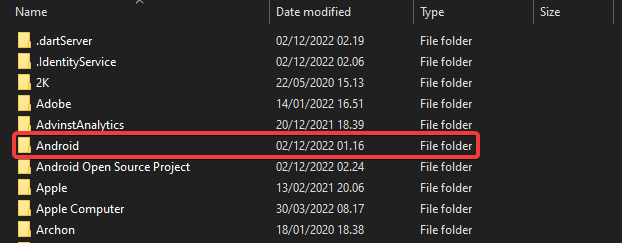 Name Date modified Type Size
.dartServer 02/12/2022 02.19 File folder
.IdentityService 02/12/2022 02.06 File folder
2K 22/05/2020 15.13 File folder
Adobe 14/01/2022 16.51 File folder
AdvinstAnalytics 20/12/2021 18.39 File folder
Android 02/12/2022 01.16 File folder
Android Open Source Project 02/12/2022 02.24 File folder
Apple 13/02/2021 20.06 File folder
Apple Computer 30/03/2022 08.17 File folder
Archon 18/01/2020 18.38 File folder